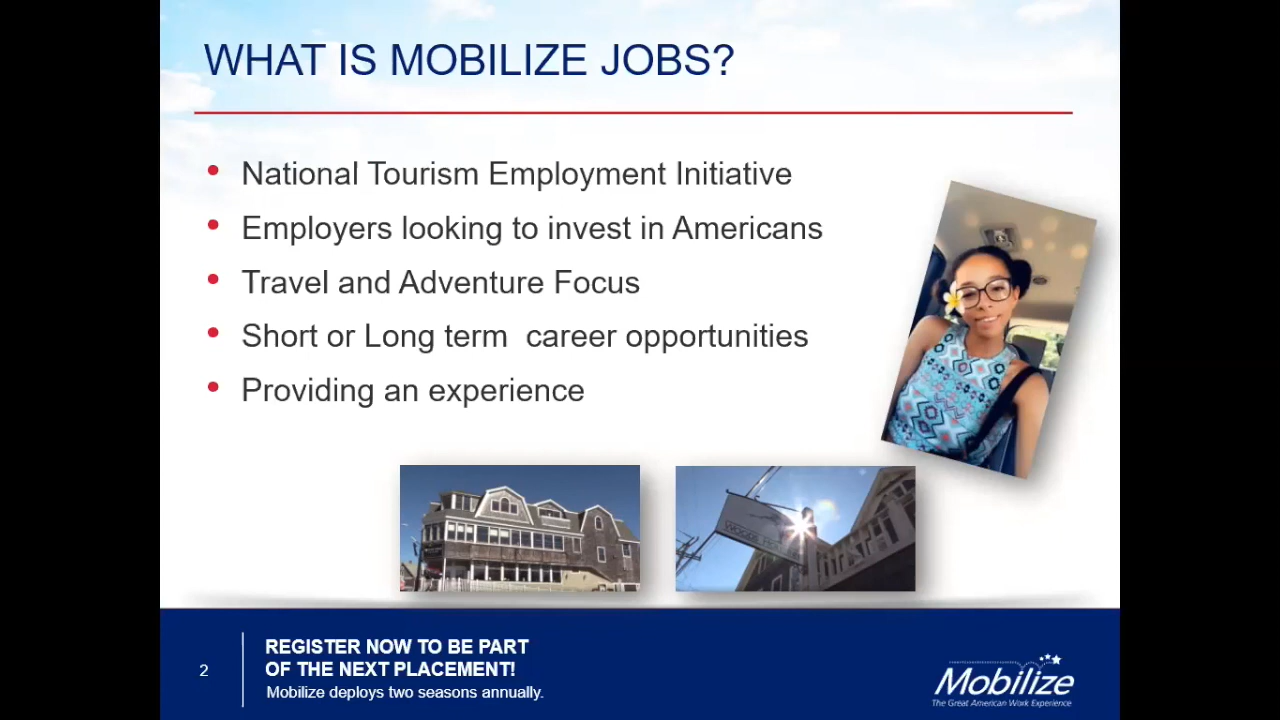 WHAT IS MOBILIZE JOBS?
• National Tourism Employment Initiative
• Employers looking to invest in Americans
• Travel and Adventure Focus
• Short or Long term  career opportunities
• Providing an experience
REGISTER NOW TO BE PART
OF THE NEXT PLACEMENT!
Mobilize deploys two seasons annually.
2
Mobilize
The Great American Work Experience